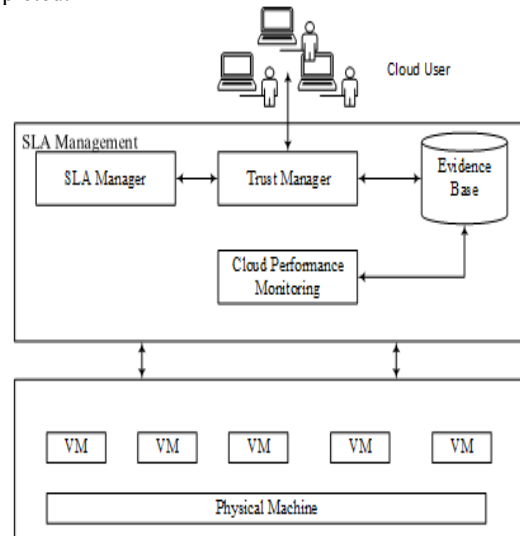 Cloud User
SLA Management
SLA Manager
Trust Manager
Evidence
Base
Cloud Performance
Monitoring
VM
VM
VM
VM
VM
Physical Machine